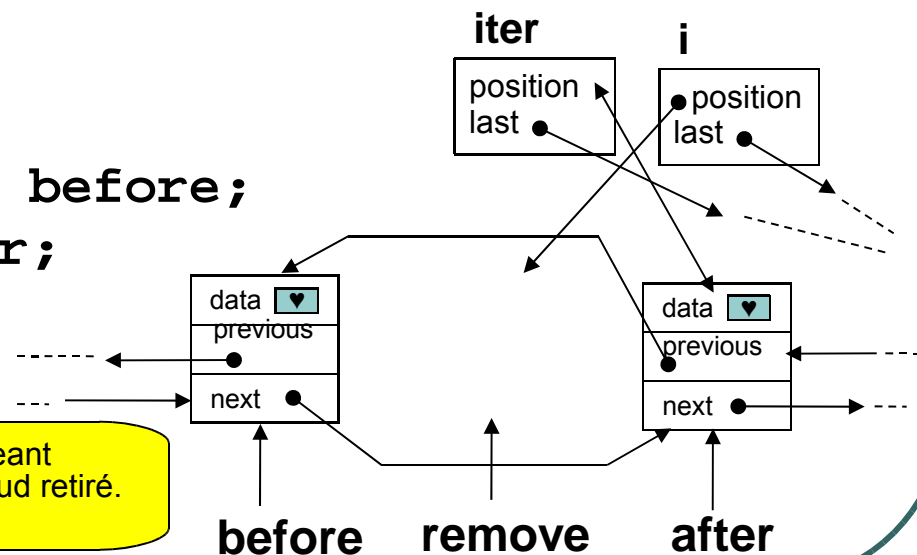 iter
i
position
last
position
last
before;
r;
data ♥
previous
next
data ♥
previous
next
eant
ud retiré.
before
remove
after